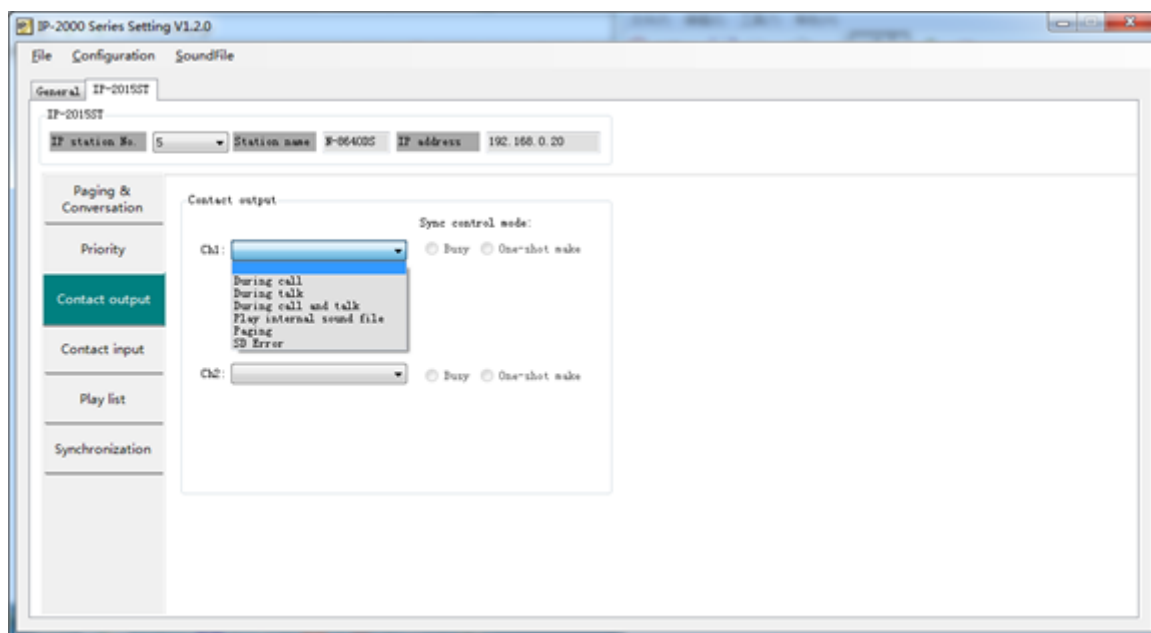 IP-2000 Series Setting V1.2.0
File Configuration SoundFile
General IP-2015ST
IP-2015ST
IP station No. 5 Station name N-8640DS IP address 192.168.0.20
Paging &
Conversation
Priority
Contact output
Contact input
Play list
Synchronization
Contact output
Sync control mode:
Ch1: Busy One-shot make
During call
During talk
During call and talk
Play internal sound file
Paging
SD Error
Ch2: Busy One-shot make